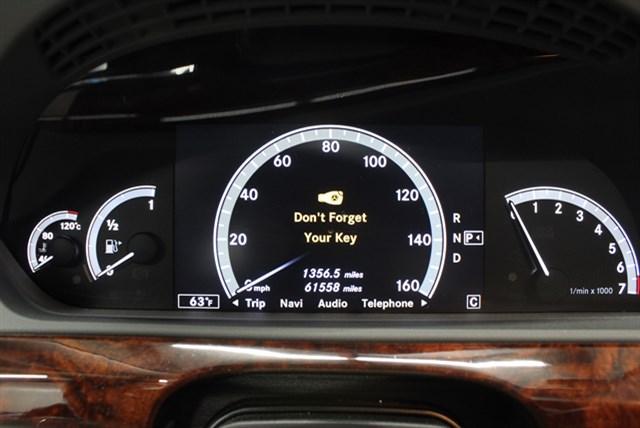 80
60
100
40
120
20
140
0 mph
160
Don't Forget
Your Key
1356.5 miles
61558 miles
Trip Navi Audio Telephone
63°F
C
R
N
D
P
120°C
80
1
½
0
1
2
3
4
5
6
7
1/min x 1000